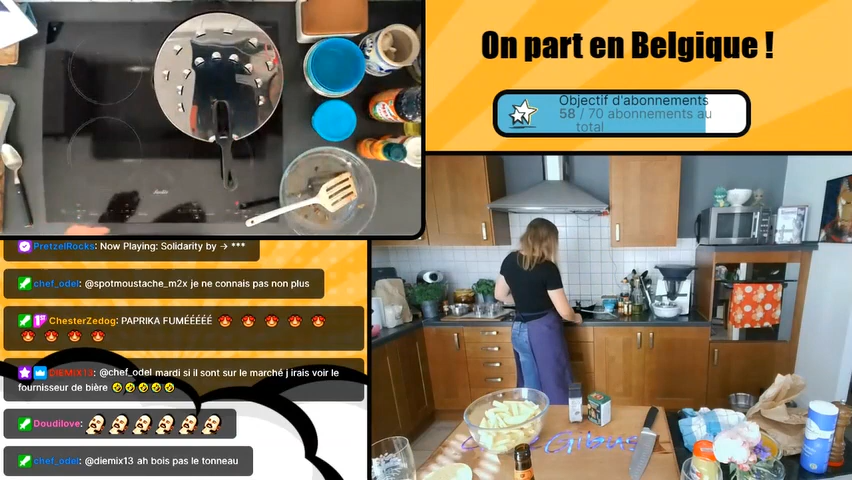 On part en Belgique !
Objectif d'abonnements
58 / 70 abonnements au
total
PretzelRocks: Now Playing: Solidarity by -> ***
chef_odel: @spotmoustache_m2x je ne connais pas non plus
ChesterZedog: PAPRIKA FUMÉÉÉÉÉ
DIEMIX13: @chef_odel mardi si il sont sur le marché j irais voir le
fournisseur de bière
Doudilove:
chef_odel: @diemix13 ah bois pas le tonneau